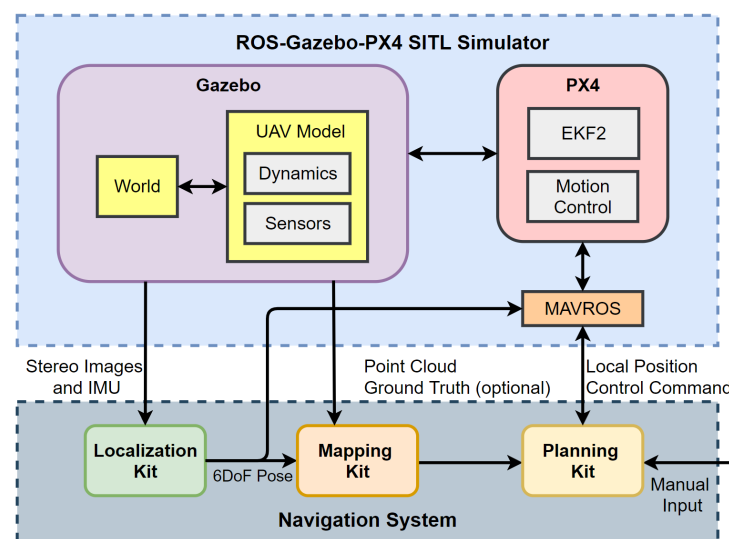 ROS-Gazebo-PX4 SITL Simulator
Gazebo
PX4
UAV Model
EKF2
World
Dynamics
Motion
Control
Sensors
MAVROS
Stereo Images
and IMU
Point Cloud
Ground Truth (optional)
Local Position
Control Command
Localization
Kit
6DoF Pose
Mapping
Kit
Planning
Kit
Manual
Input
Navigation System